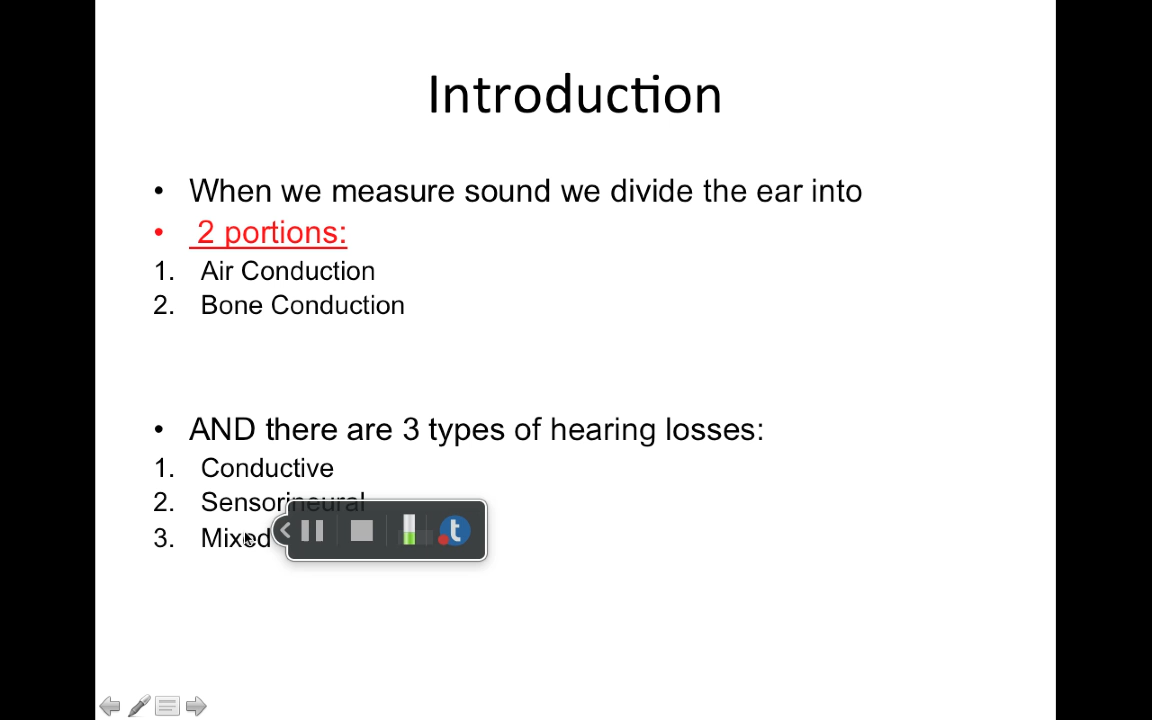 Introduction
• When we measure sound we divide the ear into
• 2 portions:
1. Air Conduction
2. Bone Conduction
• AND there are 3 types of hearing losses:
1. Conductive
2. Sensorineural
3. Mixed
t